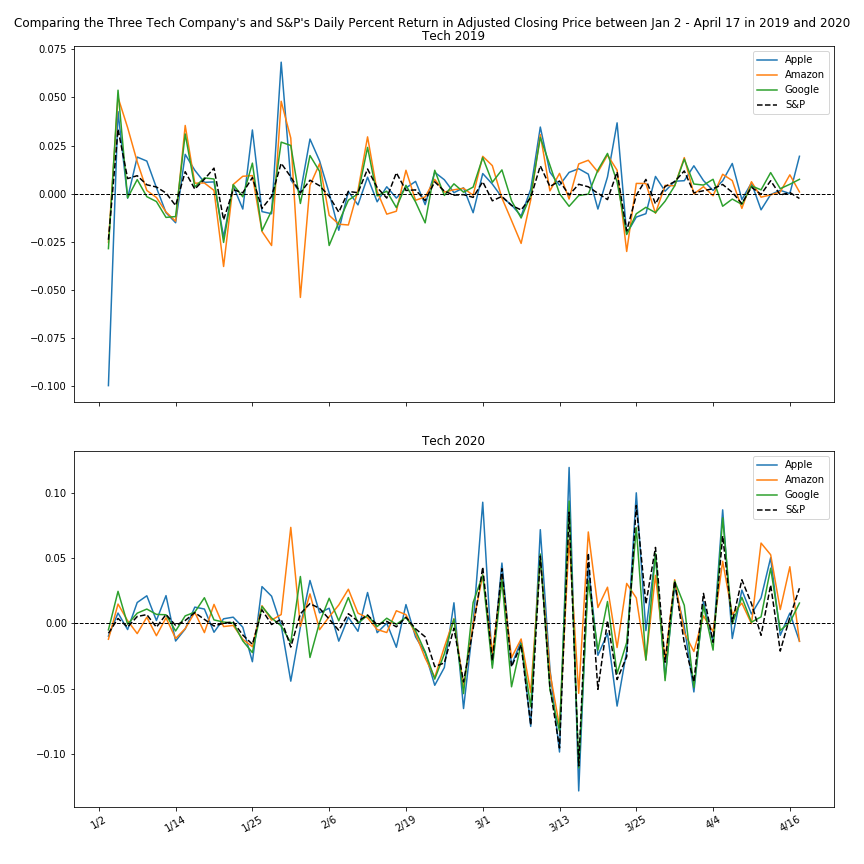 Comparing the Three Tech Company's and S&P's Daily Percent Return in Adjusted Closing Price between Jan 2 - April 17 in 2019 and 2020
Tech 2019
0.075
0.050
0.025
0.000
−0.025
−0.050
−0.075
−0.100
Apple
Amazon
Google
S&P
Tech 2020
0.10
0.05
0.00
−0.05
−0.10
Apple
Amazon
Google
S&P
1/2
1/14
1/25
2/6
2/19
3/1
3/13
3/25
4/4
4/16